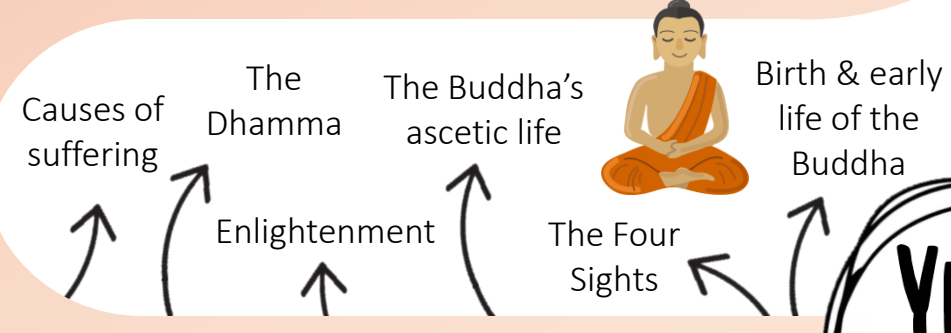 Causes of
suffering
The
Dhamma
Enlightenment
The Buddha’s
ascetic life
The Four
Sights
Birth & early
life of the
Buddha